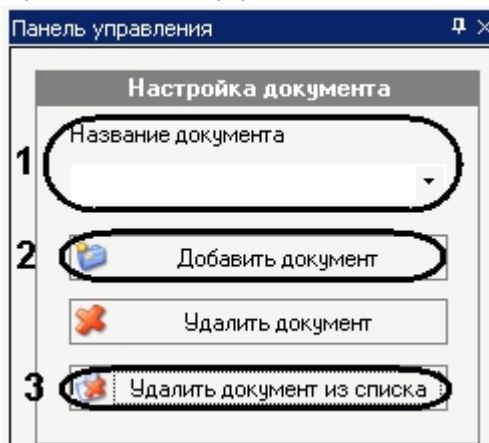 Панель управления
Настройка документа
1
Название документа
2
Добавить документ
Удалить документ
3
Удалить документ из списка